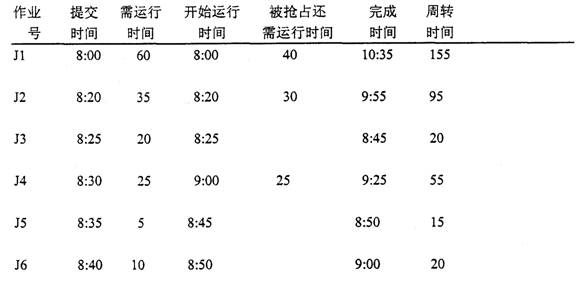 作业 提交 需运行 开始运行 被抢占还 完成 周转
号 时间 时间 时间 需运行时间 时间 时间
J1 8:00 60 8:00 40 10:35 155
J2 8:20 35 8:20 30 9:55 95
J3 8:25 20 8:25 8:45 20
J4 8:30 25 9:00 25 9:25 55
J5 8:35 5 8:45 8:50 15
J6 8:40 10 8:50 9:00 20